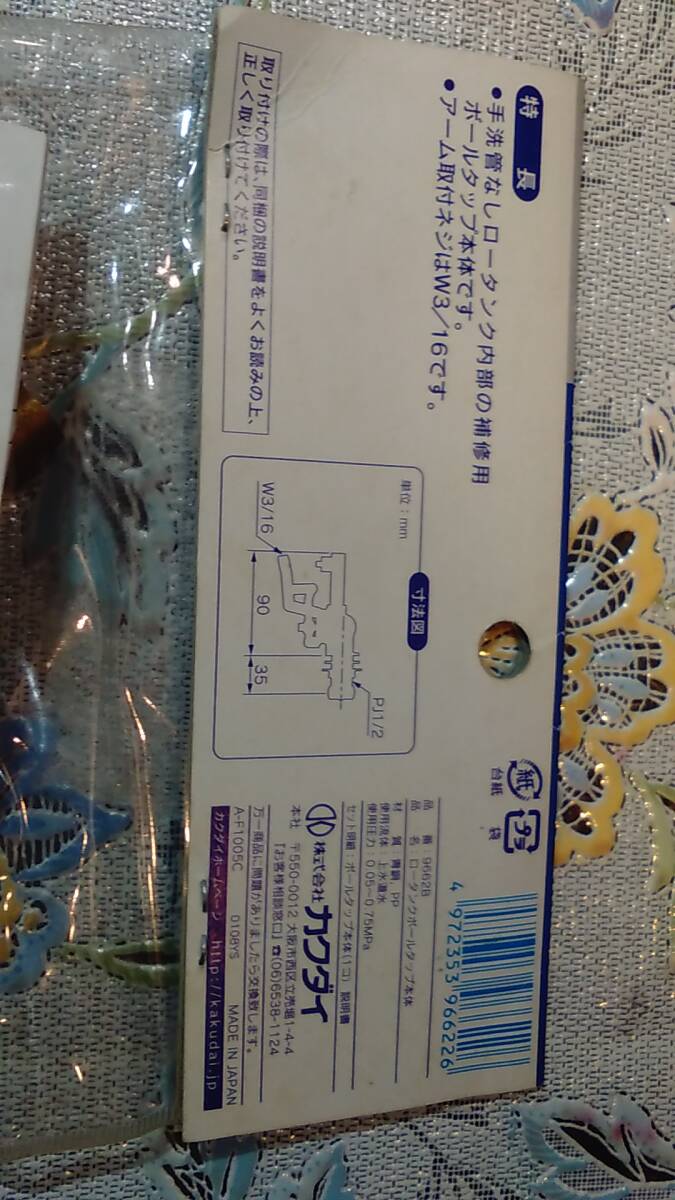 特長
●手洗管なしロータンク内部の補修用
ボールタップ本体です。
●アーム取付ネジはW3/16です。
取り付けの際は、同梱の説明書をよくお読みの上、
正しく取り付けてください。
寸法図
単位：mm
W3/16
90
35
PJ1/2
紙
プラ
台紙 袋
4 972353 966226
品番：9662B
品名：ロータンクボールタップ本体
材質：青銅、PP
使用流体：上水道水
使用圧力：0.05~0.75MPa
セット明細：ボールタップ本体(1コ) 説明書
株式会社カクダイ
本社 〒550-0012 大阪市西区立売堀1-4-4
【お客様相談窓口】☎(06)6538-1124
万一商品に問題がありましたら交換致します。
A-F1005C 0108YS MADE IN JAPAN
カクダイホームページ http://kakudai.jp